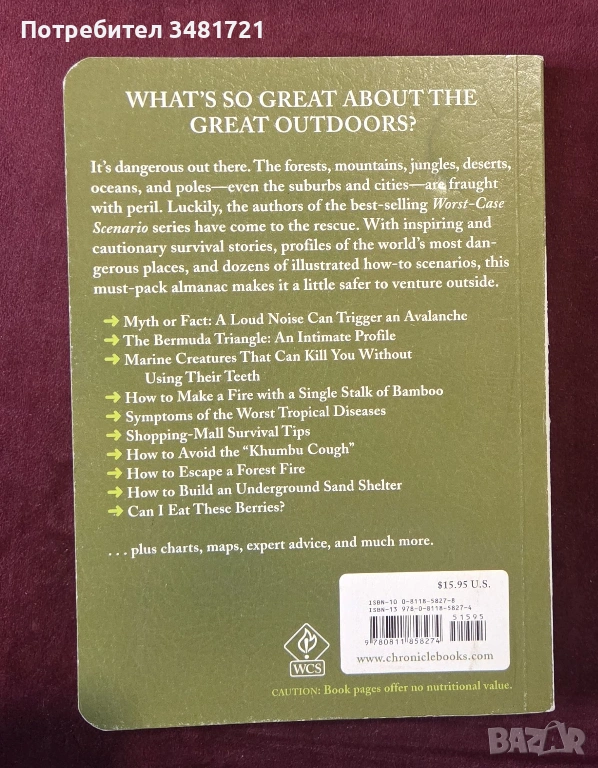 Потребител 3481721
WHAT'S SO GREAT ABOUT THE
GREAT OUTDOORS?
It's dangerous out there. The forests, mountains, jungles, deserts,
oceans, and poles—even the suburbs and cities—are fraught
with peril. Luckily, the authors of the best-selling Worst-Case
Scenario series have come to the rescue. With inspiring and
cautionary survival stories, profiles of the world's most dan-
gerous places, and dozens of illustrated how-to scenarios, this
must-pack almanac makes it a little safer to venture outside.
→ Myth or Fact: A Loud Noise Can Trigger an Avalanche
→ The Bermuda Triangle: An Intimate Profile
→ Marine Creatures That Can Kill You Without
Using Their Teeth
→ How to Make a Fire with a Single Stalk of Bamboo
→ Symptoms of the Worst Tropical Diseases
→ Shopping-Mall Survival Tips
→ How to Avoid the “Khumbu Cough”
→ How to Escape a Forest Fire
→ How to Build an Underground Sand Shelter
→ Can I Eat These Berries?
. . . plus charts, maps, expert advice, and much more.
$15.95 U.S.
ISBN-10 0-8118-5827-8
ISBN-13 978-0-8118-5827-4
51595
9 780811 858274
www.chroniclebooks.com
WCS
CAUTION: Book pages offer no nutritional value.
BAZAR